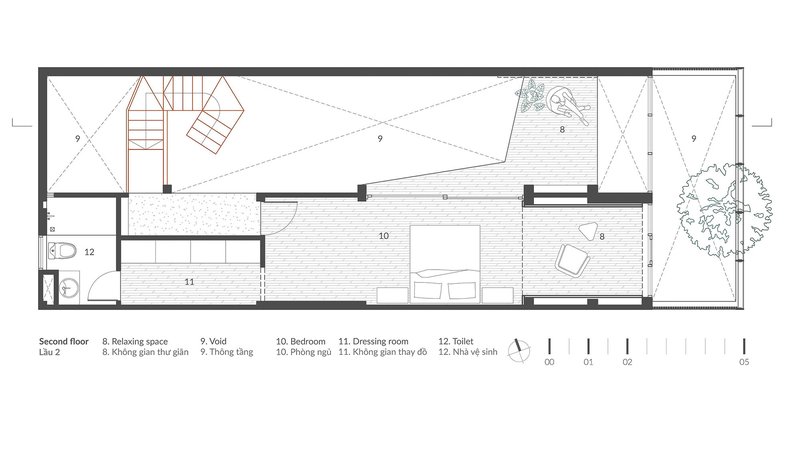 9
9
8
9
12
11
10
8
Second floor 8. Relaxing space 9. Void 10. Bedroom 11. Dressing room 12. Toilet
Lầu 2 8. Không gian thư giãn 9. Thông tầng 10. Phòng ngủ 11. Không gian thay đồ 12. Nhà vệ sinh
00 01 02 05